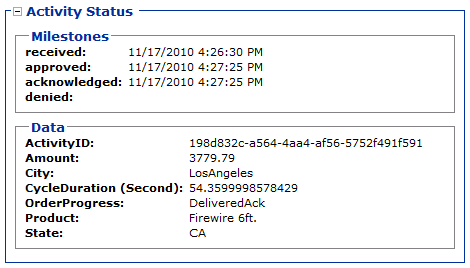 Activity Status
Milestones
received: 11/17/2010 4:26:30 PM
approved: 11/17/2010 4:27:25 PM
acknowledged: 11/17/2010 4:27:25 PM
denied:
Data
ActivityID: 198d832c-a564-4aa4-af56-5752f491f591
Amount: 3779.79
City: LosAngeles
CycleDuration (Second): 54.3599998578429
OrderProgress: DeliveredAck
Product: Firewire 6ft.
State: CA